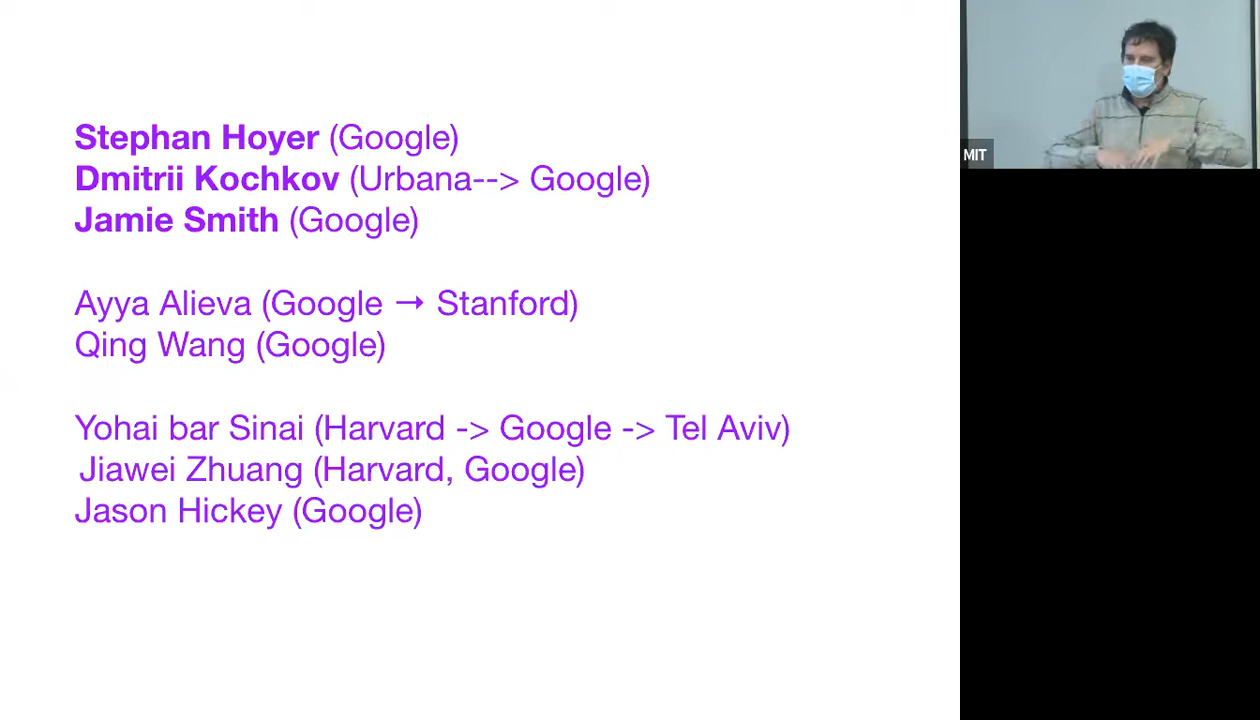 Stephan Hoyer (Google)
Dmitrii Kochkov (Urbana--> Google)
Jamie Smith (Google)
Ayya Alieva (Google → Stanford)
Qing Wang (Google)
Yohai bar Sinai (Harvard -> Google -> Tel Aviv)
Jiawei Zhuang (Harvard, Google)
Jason Hickey (Google)
MIT